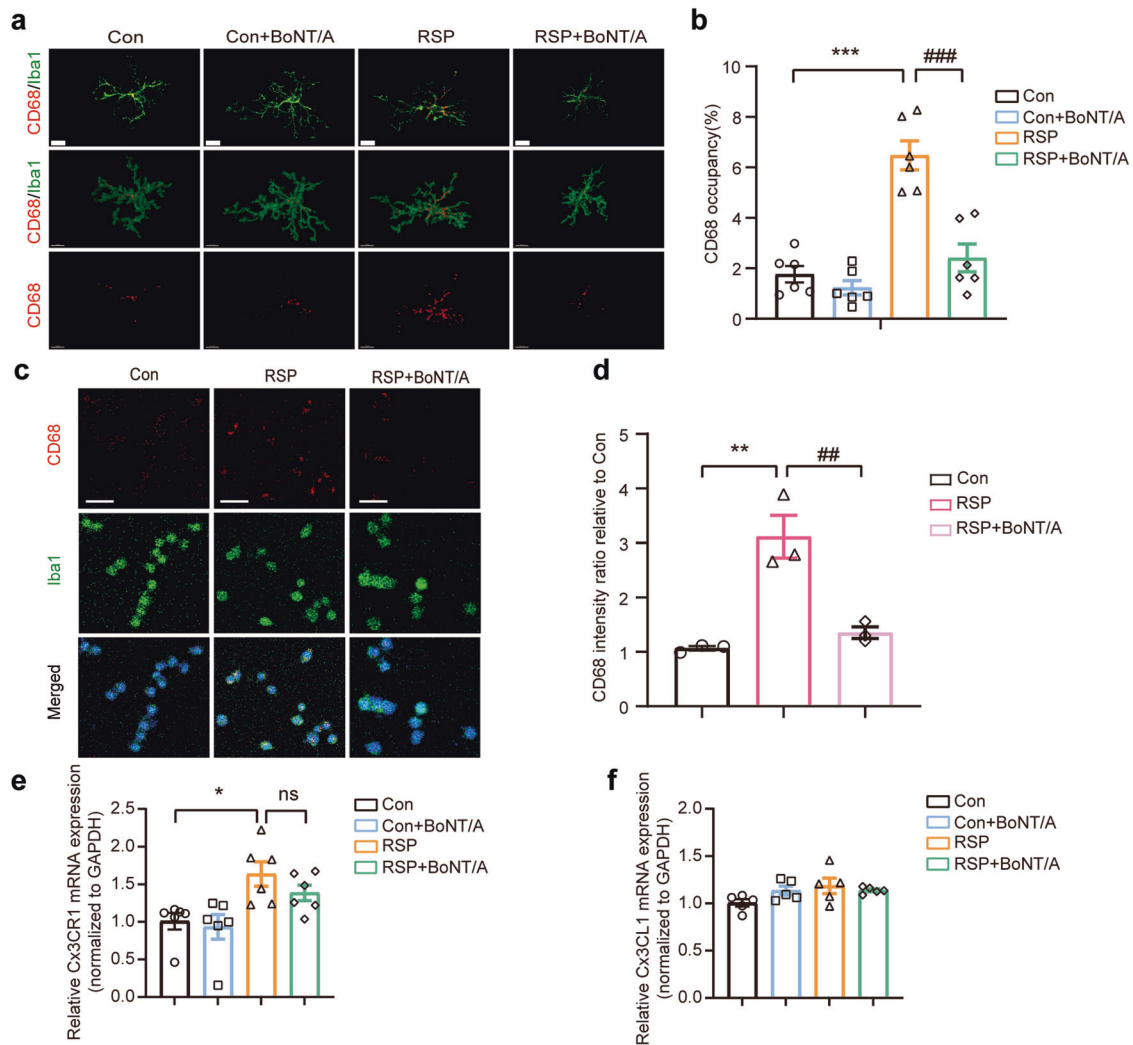 a
Con
Con+BoNT/A
RSP
RSP+BoNT/A
CD68/Iba1
CD68/Iba1
CD68
b
***
###
CD68 occupancy(%)
10
8
6
4
2
0
Con
Con+BoNT/A
RSP
RSP+BoNT/A
c
Con
RSP
RSP+BoNT/A
CD68
Iba1
Merged
d
**
##
CD68 intensity ratio relative to Con
5
4
3
2
1
0
Con
RSP
RSP+BoNT/A
e
*
ns
Relative Cx3CR1 mRNA expression
(normalized to GAPDH)
2.5
2.0
1.5
1.0
0.5
0.0
Con
Con+BoNT/A
RSP
RSP+BoNT/A
f
Relative Cx3CL1 mRNA expression
(normalized to GAPDH)
2.0
1.5
1.0
0.5
0.0
Con
Con+BoNT/A
RSP
RSP+BoNT/A